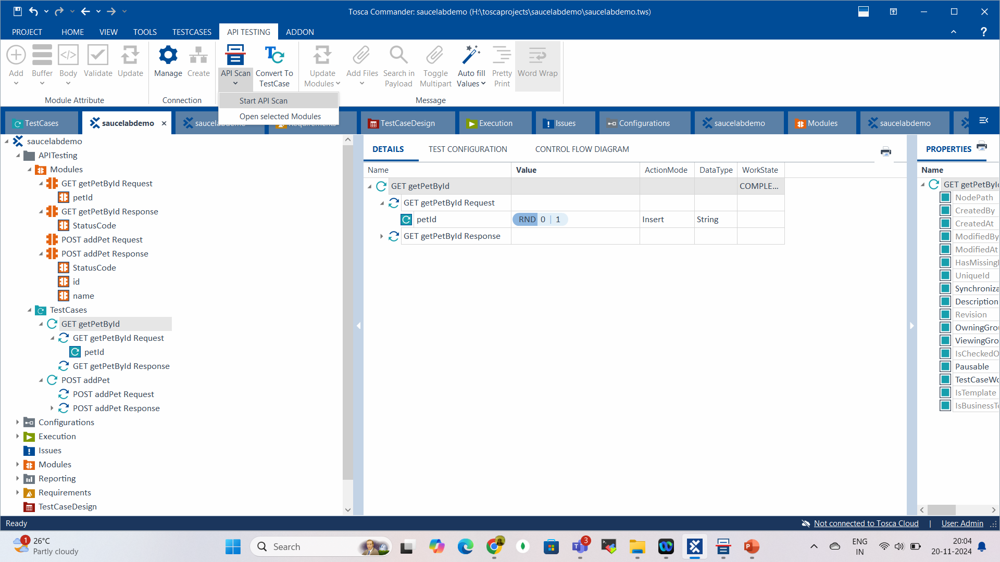 Tosca Commander: saucelabdemo (H:\toscaprojects\saucelabdemo\saucelabdemo.tws)
PROJECT HOME VIEW TOOLS TESTCASES API TESTING ADDON
?
Add Buffer Body Validate Update Manage Create API Scan Convert To TestCase Update Modules Add Files Search in Payload Toggle Multipart Auto fill Values Pretty Print Word Wrap
Module Attribute Connection Message
Start API Scan
Open selected Modules
TestCases saucelabdemo TestCaseDesign Execution Issues Configurations saucelabdemo Modules saucelabdemo
saucelabdemo
APITesting
Modules
GET getPetById Request
petId
GET getPetById Response
StatusCode
POST addPet Request
POST addPet Response
StatusCode
id
name
TestCases
GET getPetById
GET getPetById Request
petId
GET getPetById Response
POST addPet
POST addPet Request
POST addPet Response
Configurations
Execution
Issues
Modules
Reporting
Requirements
TestCaseDesign
DETAILS TEST CONFIGURATION CONTROL FLOW DIAGRAM
Name Value ActionMode DataType WorkState
GET getPetById COMPLE...
GET getPetById Request
petId RND 0 | 1 Insert String
GET getPetById Response
PROPERTIES
Name
GET getPetById
NodePath
CreatedBy
CreatedAt
ModifiedBy
ModifiedAt
HasMissing
UniqueId
Synchroniza
Description
Revision
OwningGrou
ViewingGro
IsCheckedO
Pausable
TestCaseWo
IsTemplate
IsBusinessTe
Ready Not connected to Tosca Cloud | User: Admin
1 26°C
Partly cloudy
Search
3
ENG
IN
20:04
20-11-2024